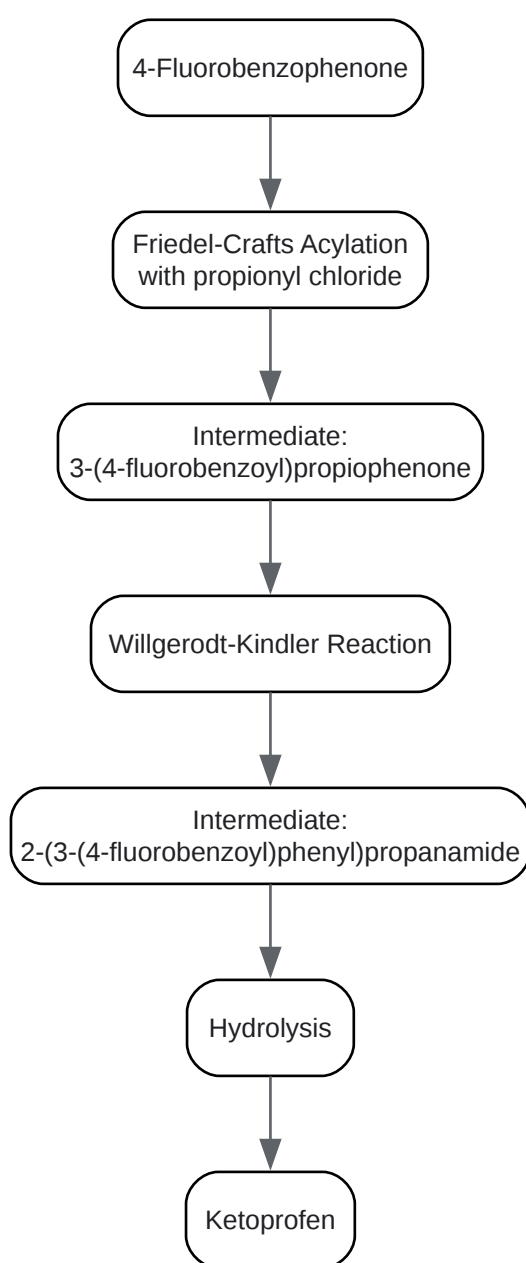 4-Fluorobenzophenone
Friedel-Crafts Acylation
with propionyl chloride
Intermediate:
3-(4-fluorobenzoyl)propiophenone
Willgerodt-Kindler Reaction
Intermediate:
2-(3-(4-fluorobenzoyl)phenyl)propanamide
Hydrolysis
Ketoprofen